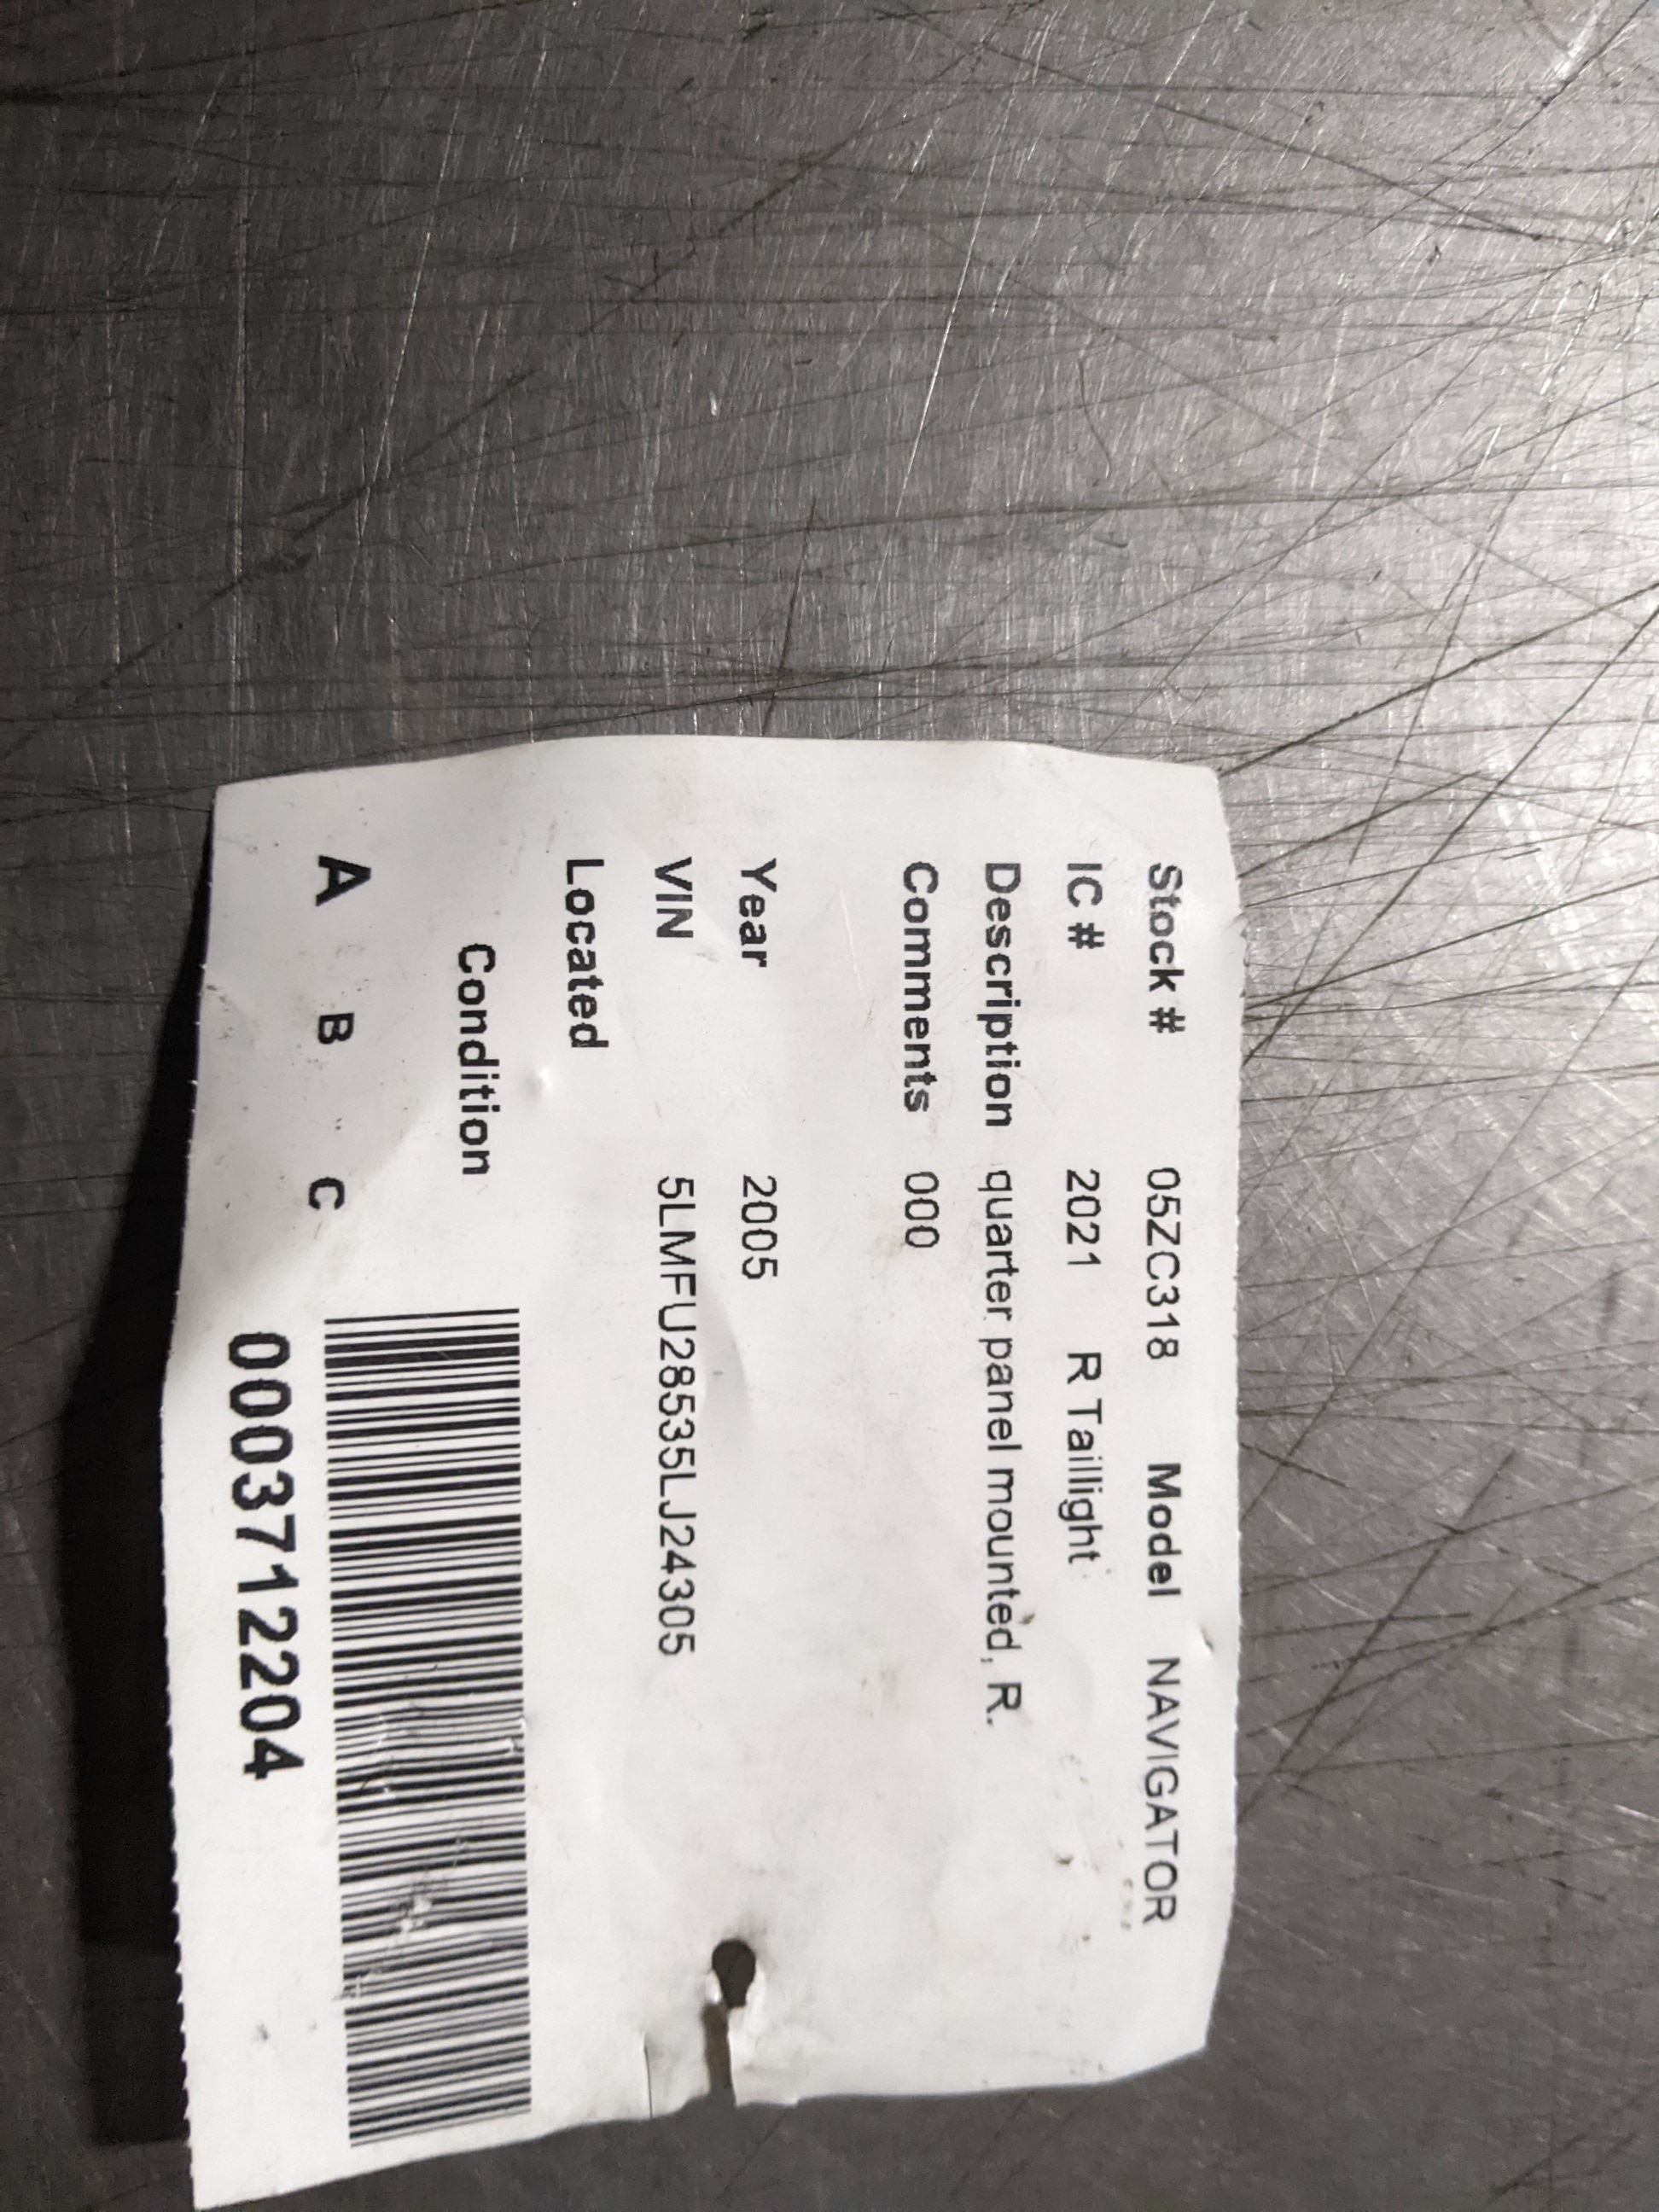 Stock # 05ZC318 Model NAVIGATOR
IC # 2021 R Taillight
Description quarter panel mounted, R.
Comments 000
Year 2005
VIN 5LMFU28535LJ24305
Located
Condition
A B C
0003712204